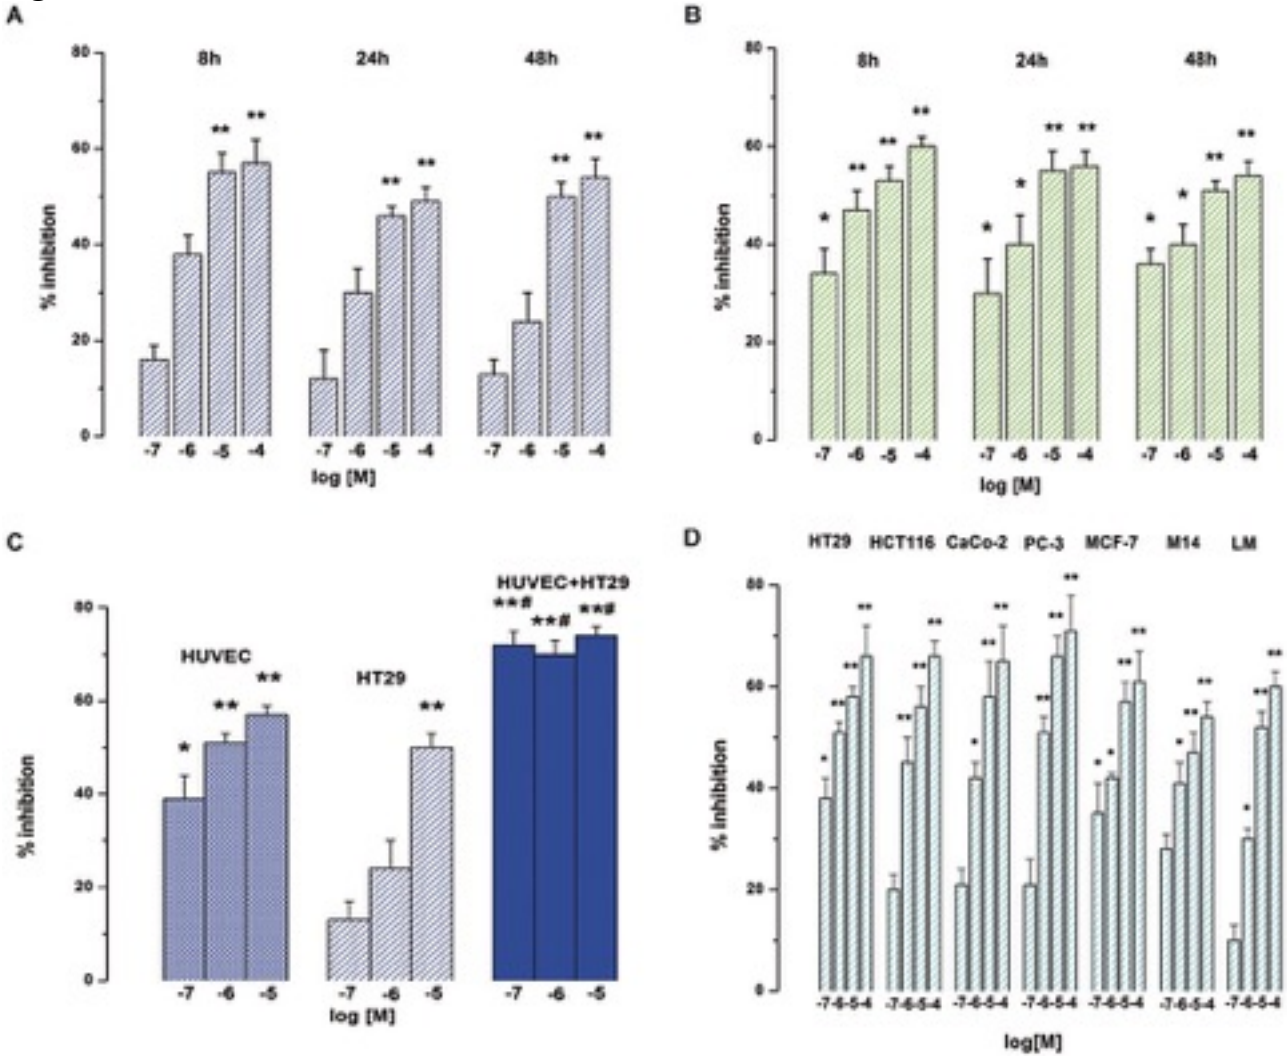 A
80
60
40
20
0
% inhibition
8h
24h
48h
** **
** **
** **
-7 -6 -5 -4
-7 -6 -5 -4
-7 -6 -5 -4
log [M]
B
80
60
40
20
0
% inhibition
8h
24h
48h
* ** ** **
* * ** **
* * ** **
-7 -6 -5 -4
-7 -6 -5 -4
-7 -6 -5 -4
log [M]
C
80
60
40
20
0
% inhibition
HUVEC
* ** **
HT29
**
HUVEC+HT29
**# **# **#
-7 -6 -5
-7 -6 -5
-7 -6 -5
log [M]
D
HT29 HCT116 CaCo-2 PC-3 MCF-7 M14 LM
80
60
40
20
0
% inhibition
* ** ** **
** ** **
* ** **
** ** **
* * ** **
* ** **
* ** **
-7-6-5-4 -7-6-5-4 -7-6-5-4 -7-6-5-4 -7-6-5-4 -7-6-5-4 -7-6-5-4
log[M]